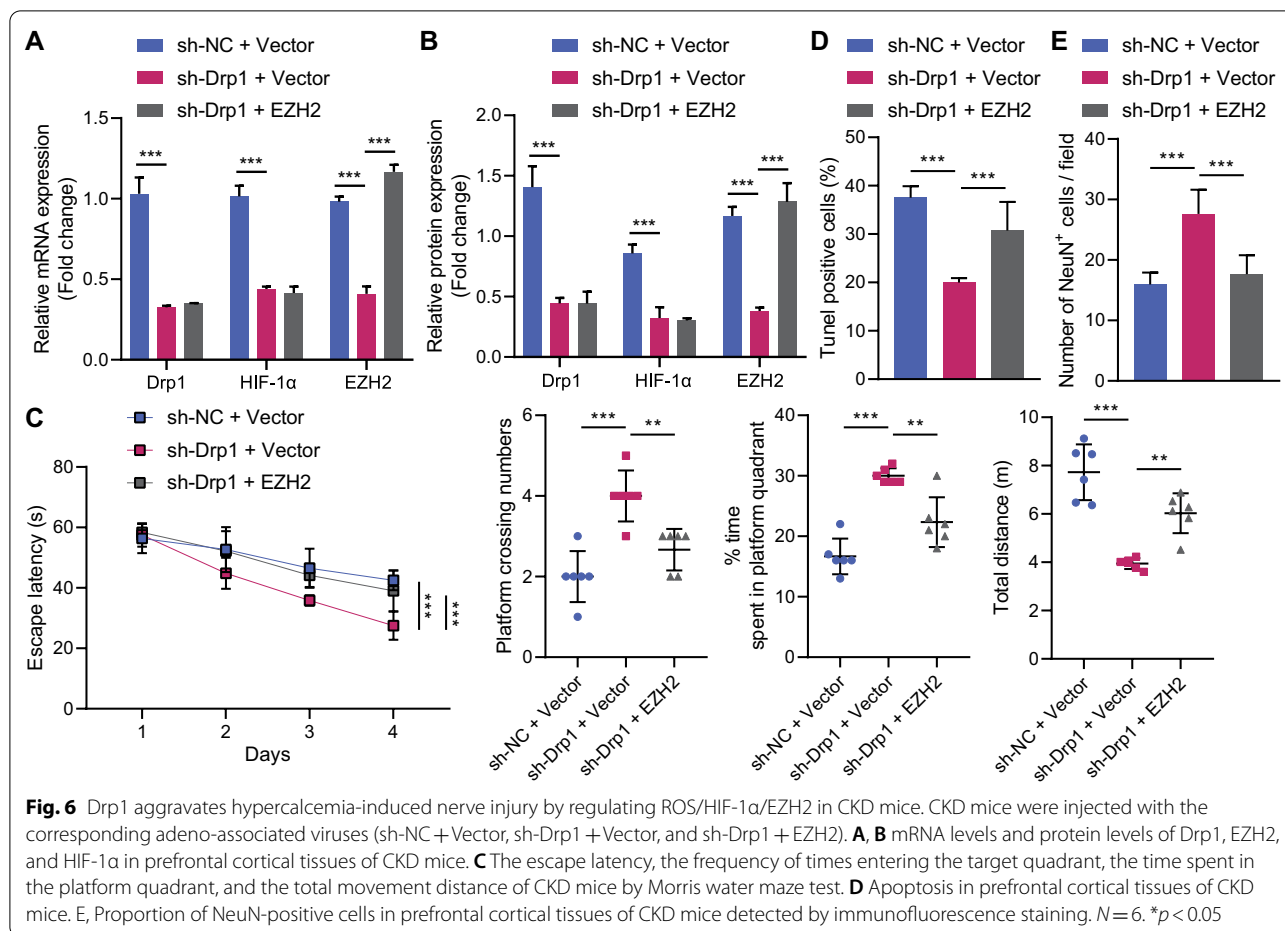 A
sh-NC + Vector
sh-Drp1 + Vector
sh-Drp1 + EZH2
Relative mRNA expression
(Fold change)
1.5
1.0
0.5
0.0
***
***
***
***
Drp1
HIF-1α
EZH2
B
sh-NC + Vector
sh-Drp1 + Vector
sh-Drp1 + EZH2
Relative protein expression
(Fold change)
2.0
1.5
1.0
0.5
0.0
***
***
***
***
Drp1
HIF-1α
EZH2
D
sh-NC + Vector
sh-Drp1 + Vector
sh-Drp1 + EZH2
Tunel positive cells (%)
50
40
30
20
10
0
***
***
E
sh-NC + Vector
sh-Drp1 + Vector
sh-Drp1 + EZH2
Number of NeuN+ cells / field
40
30
20
10
0
***
***
C
sh-NC + Vector
sh-Drp1 + Vector
sh-Drp1 + EZH2
Escape latency (s)
80
60
40
20
0
***
***
1
2
3
4
Days
Platform crossing numbers
6
4
2
0
***
**
sh-NC + Vector
sh-Drp1 + Vector
sh-Drp1 + EZH2
% time
spent in platform quadrant
40
30
20
10
0
***
**
sh-NC + Vector
sh-Drp1 + Vector
sh-Drp1 + EZH2
Total distance (m)
10
8
6
4
2
0
***
**
sh-NC + Vector
sh-Drp1 + Vector
sh-Drp1 + EZH2
Fig. 6 Drp1 aggravates hypercalcemia-induced nerve injury by regulating ROS/HIF-1α/EZH2 in CKD mice. CKD mice were injected with the
corresponding adeno-associated viruses (sh-NC + Vector, sh-Drp1 + Vector, and sh-Drp1 + EZH2). A, B mRNA levels and protein levels of Drp1, EZH2,
and HIF-1α in prefrontal cortical tissues of CKD mice. C The escape latency, the frequency of times entering the target quadrant, the time spent in
the platform quadrant, and the total movement distance of CKD mice by Morris water maze test. D Apoptosis in prefrontal cortical tissues of CKD
mice. E, Proportion of NeuN-positive cells in prefrontal cortical tissues of CKD mice detected by immunofluorescence staining. N = 6. *p < 0.05